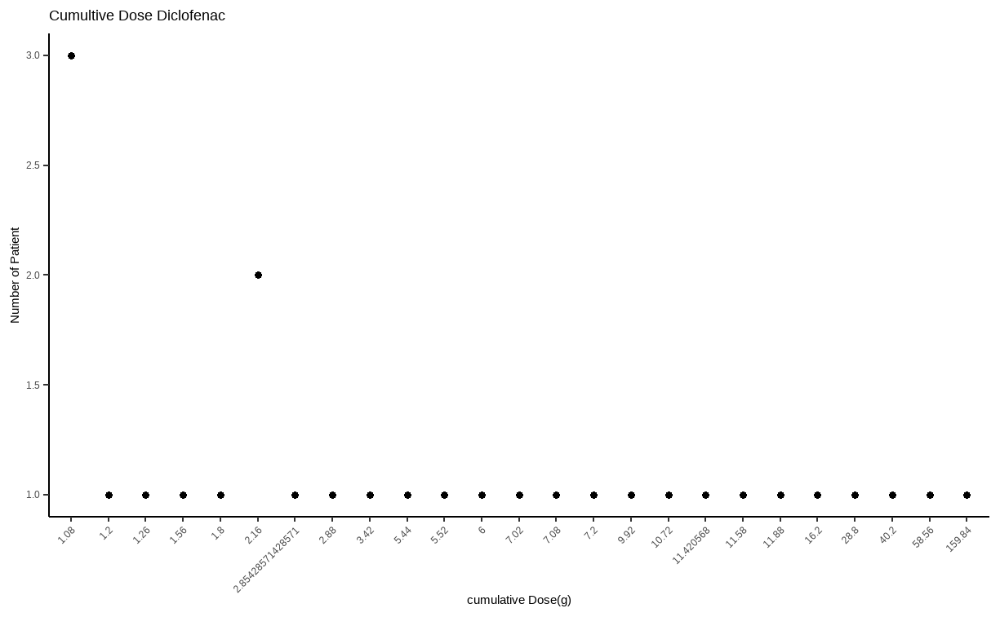 Cumultive Dose Diclofenac
3.0
2.5
2.0
1.5
1.0
Number of Patient
1.08 1.2 1.26 1.56 1.8 2.16 2.85428571428571 2.88 3.42 5.44 5.52 6 7.02 7.08 7.2 9.92 10.72 11.420568 11.58 11.88 16.2 28.8 40.2 58.56 159.84
cumulative Dose(g)